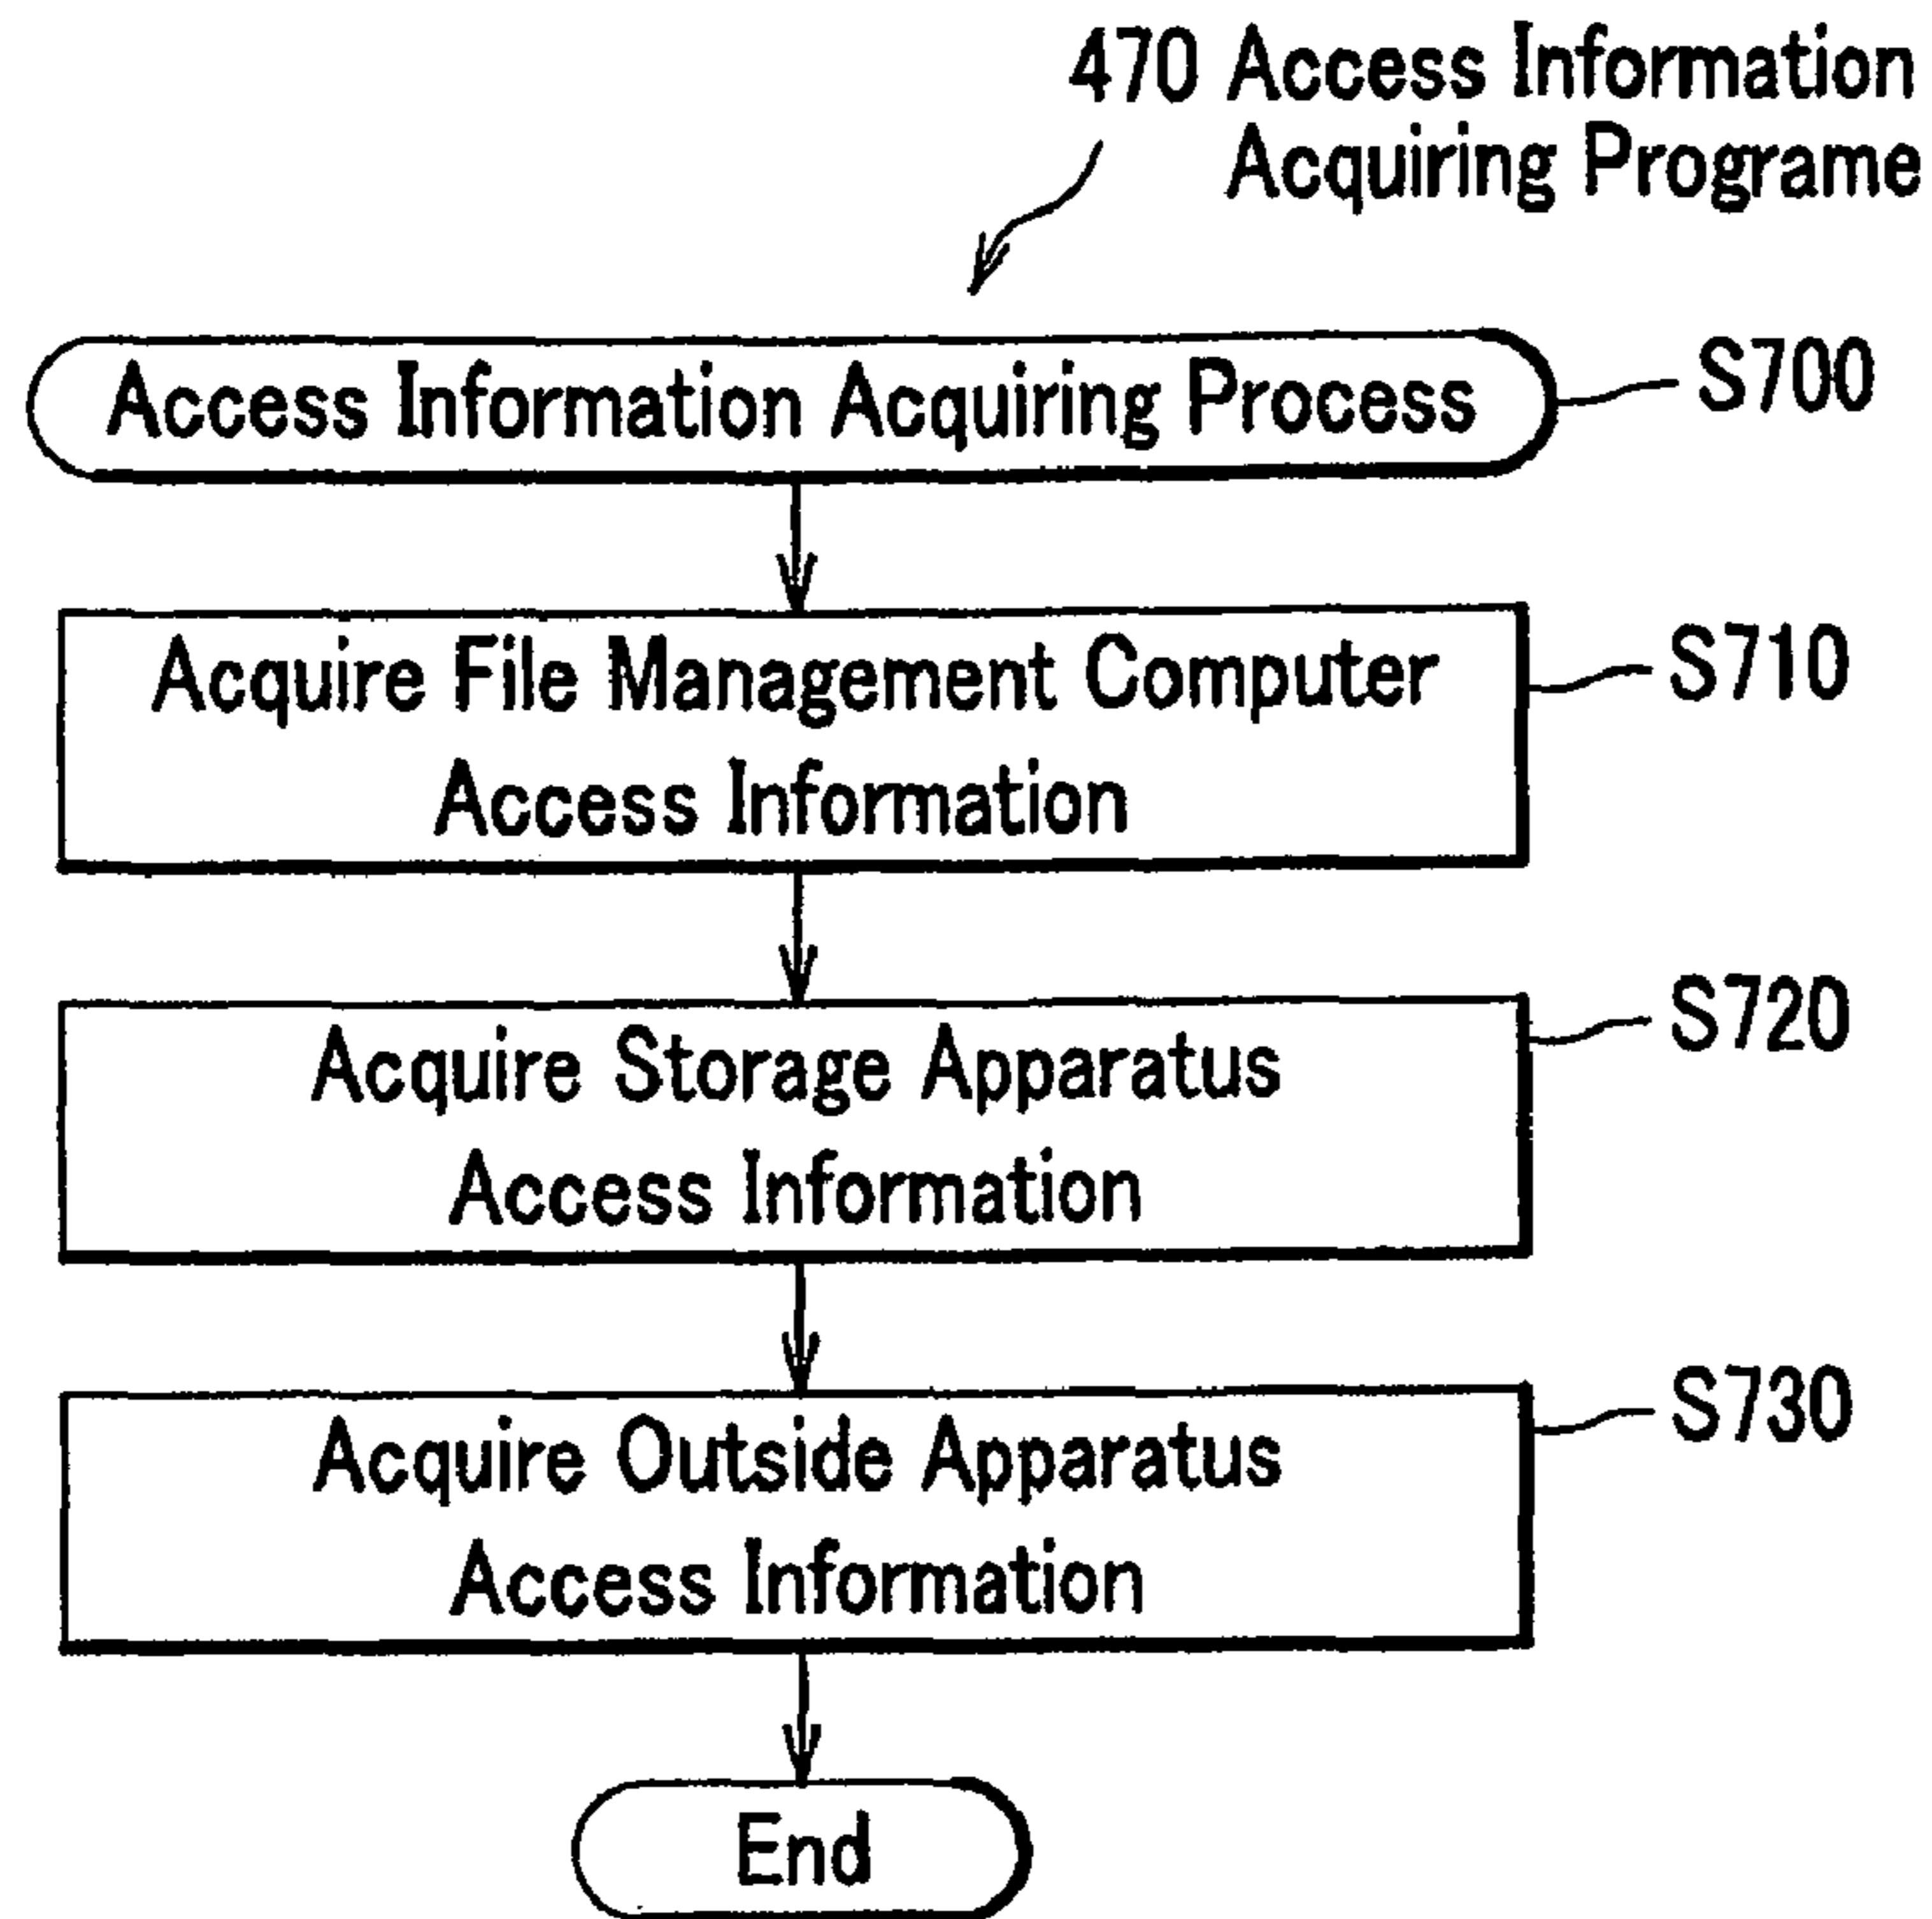 470 Access Information
Acquiring Programe
Access Information Acquiring Process
S700
Acquire File Management Computer
Access Information
S710
Acquire Storage Apparatus
Access Information
S720
Acquire Outside Apparatus
Access Information
S730
End